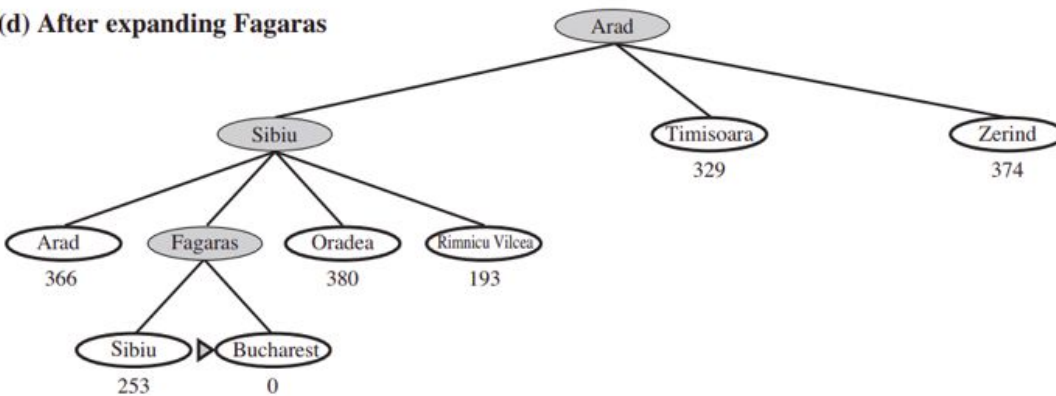 (d) After expanding Fagaras
Arad
Sibiu
Timisoara
Zerind
329
374
Arad
Fagaras
Oradea
Rimnicu Vilcea
366
380
193
Sibiu
Bucharest
253
0